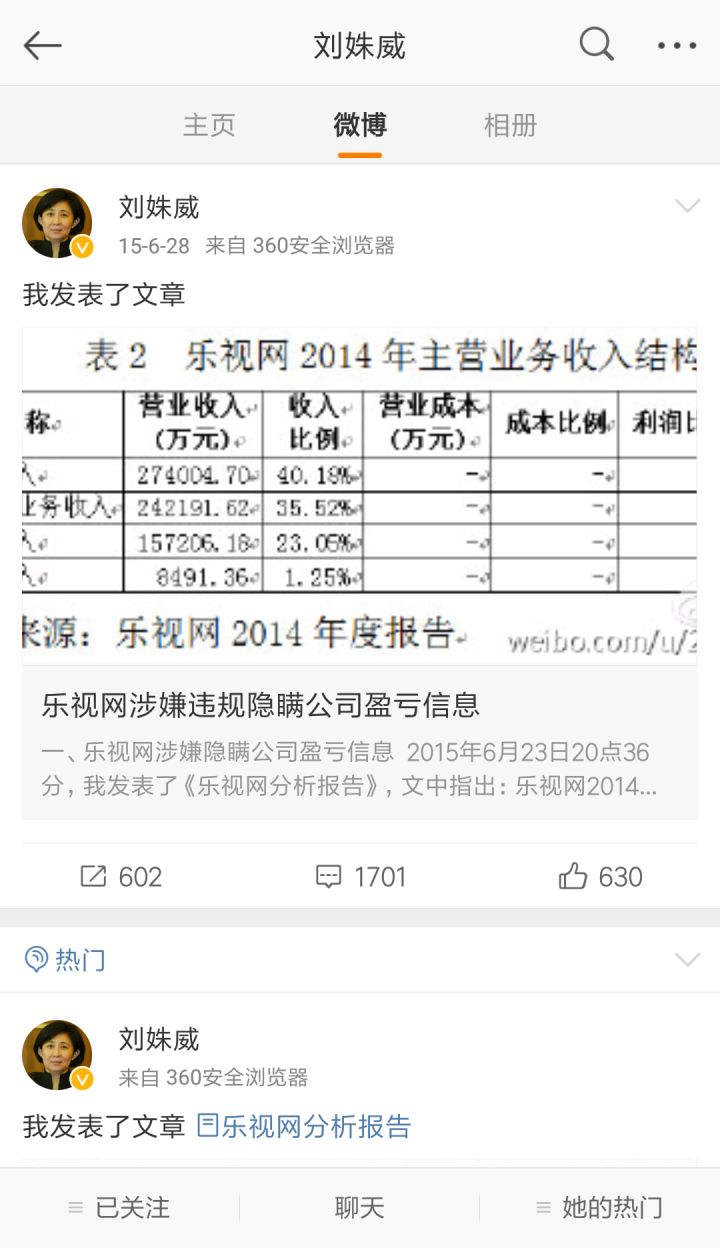 刘姝威
主页 微博 相册
刘姝威
15-6-28 来自 360安全浏览器
我发表了文章
表 2 乐视网 2014 年主营业务收入结构
称 营业收入(万元) 收入比例 营业成本(万元) 成本比例 利润比
入 274004.70 40.19% - -
业务收入 242191.62 35.52% - -
入 157206.18 23.05% - -
入 8491.36 1.25% - -
来源：乐视网 2014 年度报告
weibo.com/u/2
乐视网涉嫌违规隐瞒公司盈亏信息
一、乐视网涉嫌隐瞒公司盈亏信息 2015年6月23日20点36
分，我发表了《乐视网分析报告》，文中指出：乐视网2014...
602 1701 630
热门
刘姝威
来自 360安全浏览器
我发表了文章 乐视网分析报告
已关注 聊天 她的热门